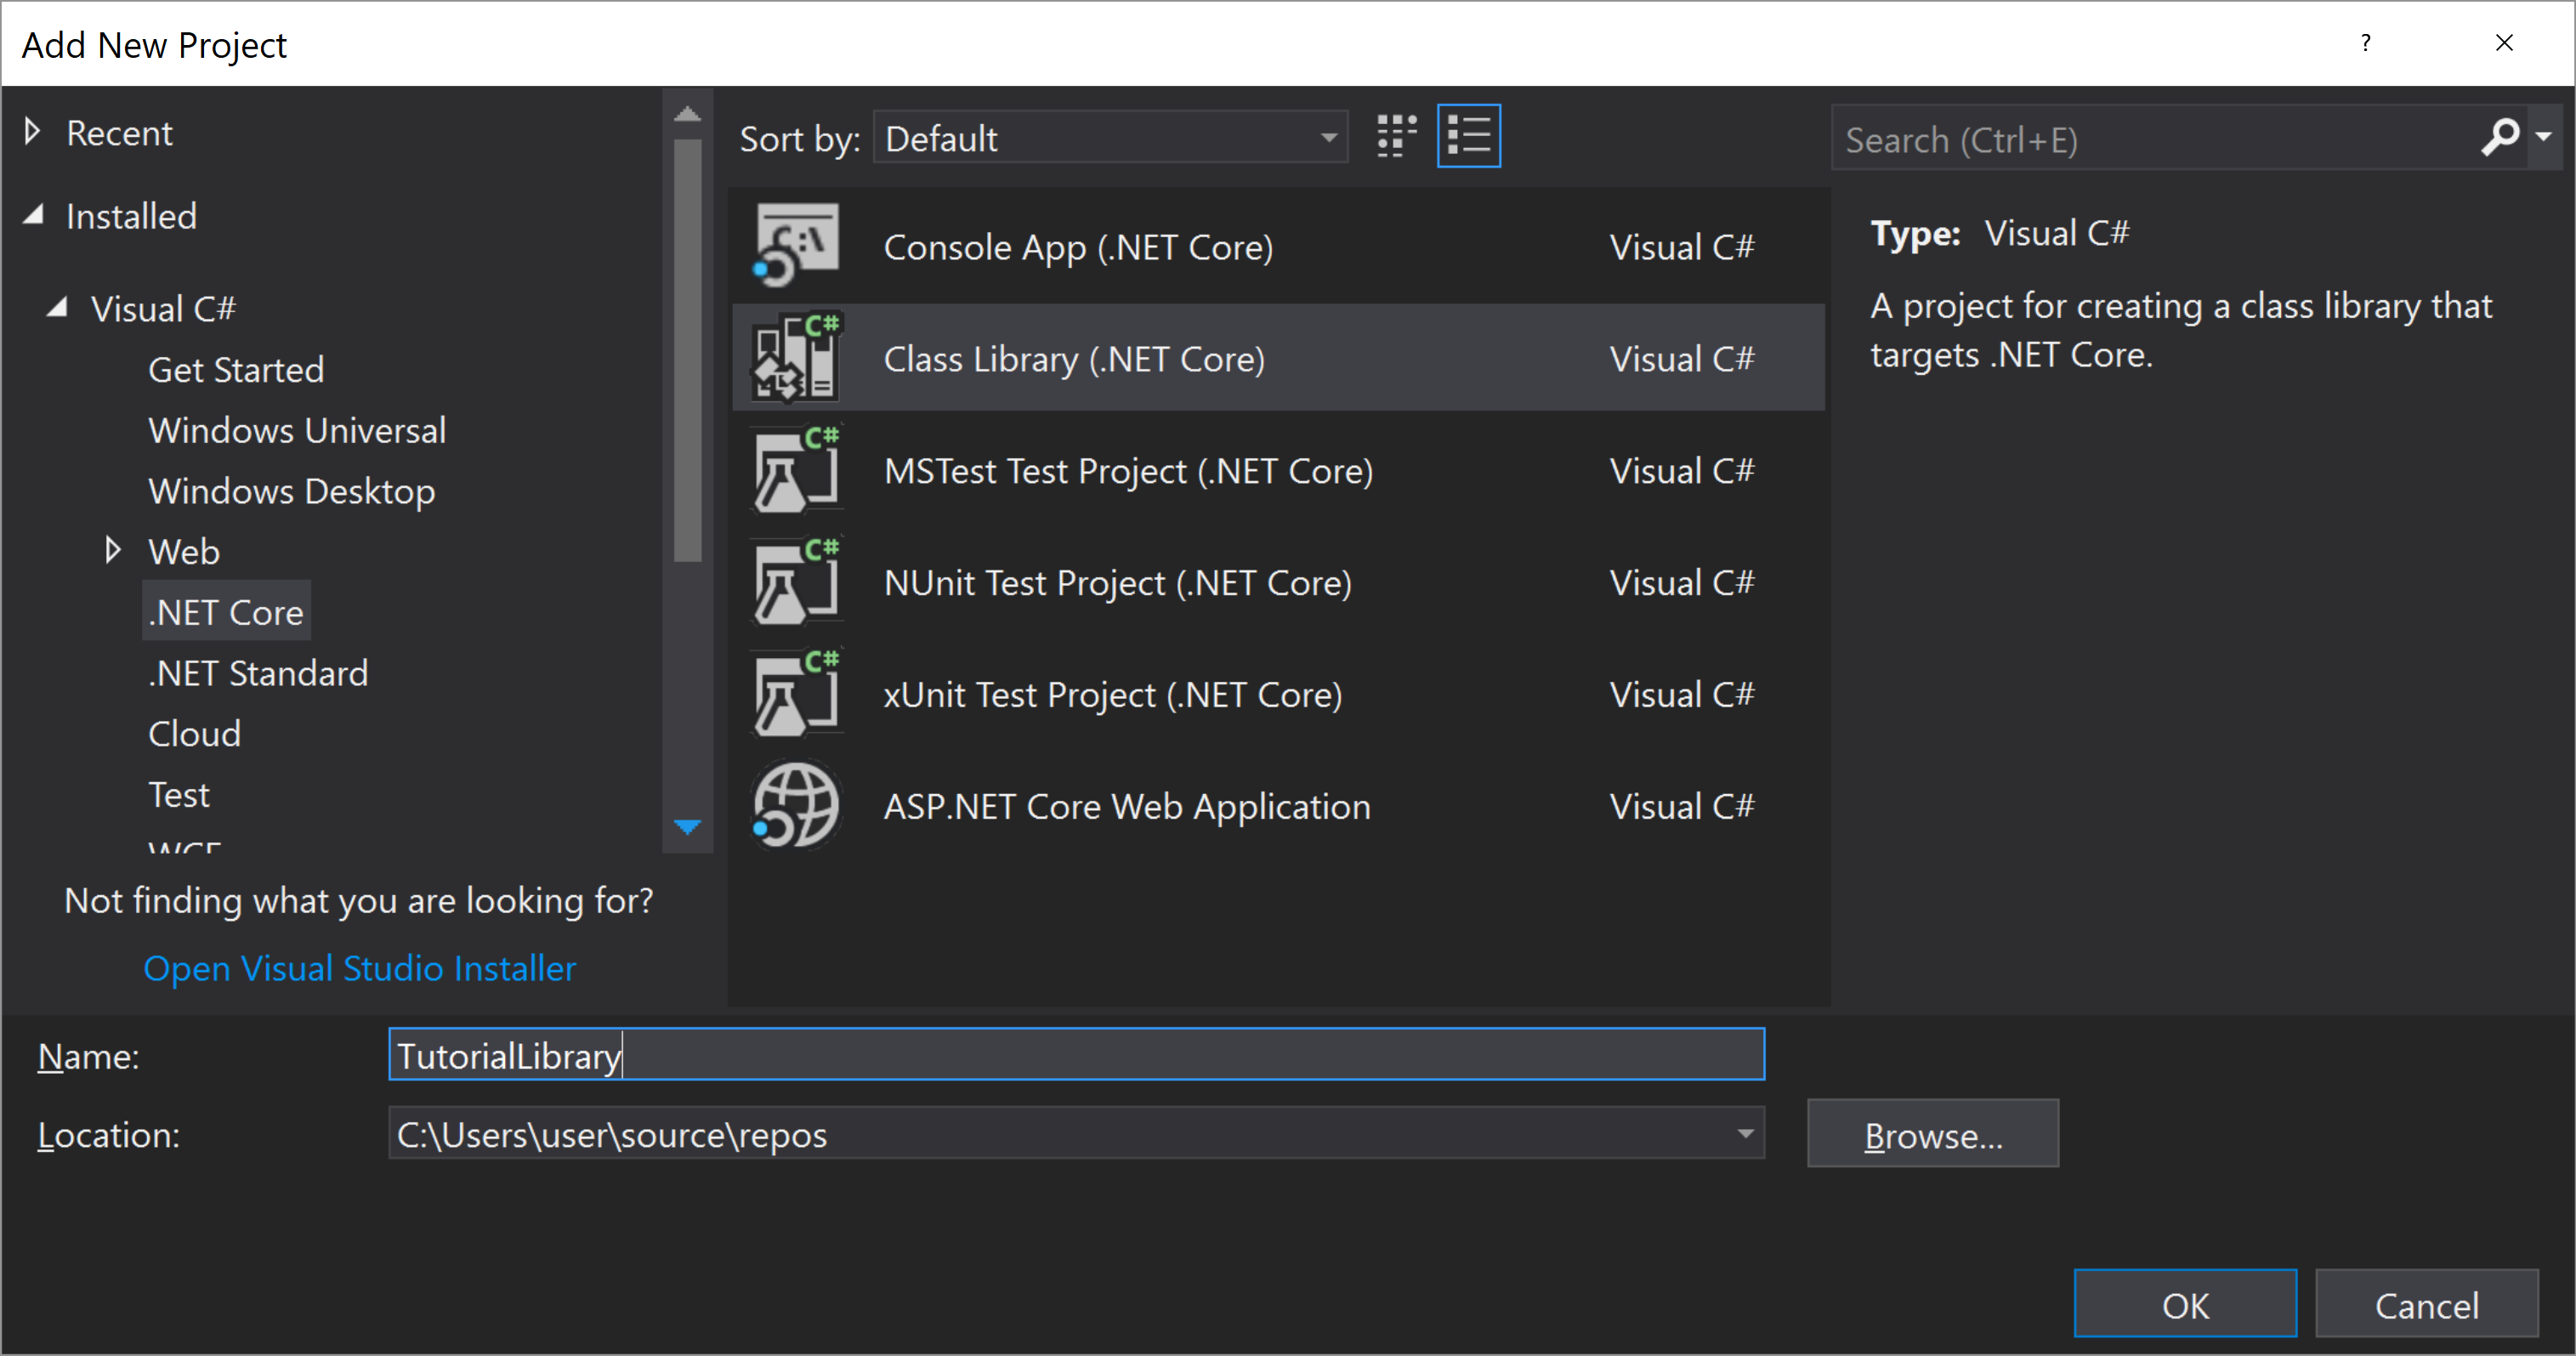 Add New Project
?
Recent
Installed
Visual C#
Get Started
Windows Universal
Windows Desktop
Web
.NET Core
.NET Standard
Cloud
Test
WCF
Not finding what you are looking for?
Open Visual Studio Installer
Sort by: Default
C:\
Console App (.NET Core) Visual C#
C#
Class Library (.NET Core) Visual C#
C#
MSTest Test Project (.NET Core) Visual C#
C#
NUnit Test Project (.NET Core) Visual C#
C#
xUnit Test Project (.NET Core) Visual C#
ASP.NET Core Web Application Visual C#
Search (Ctrl+E)
Type: Visual C#
A project for creating a class library that
targets .NET Core.
Name: TutorialLibrary
Location: C:\Users\user\source\repos
Browse...
OK Cancel